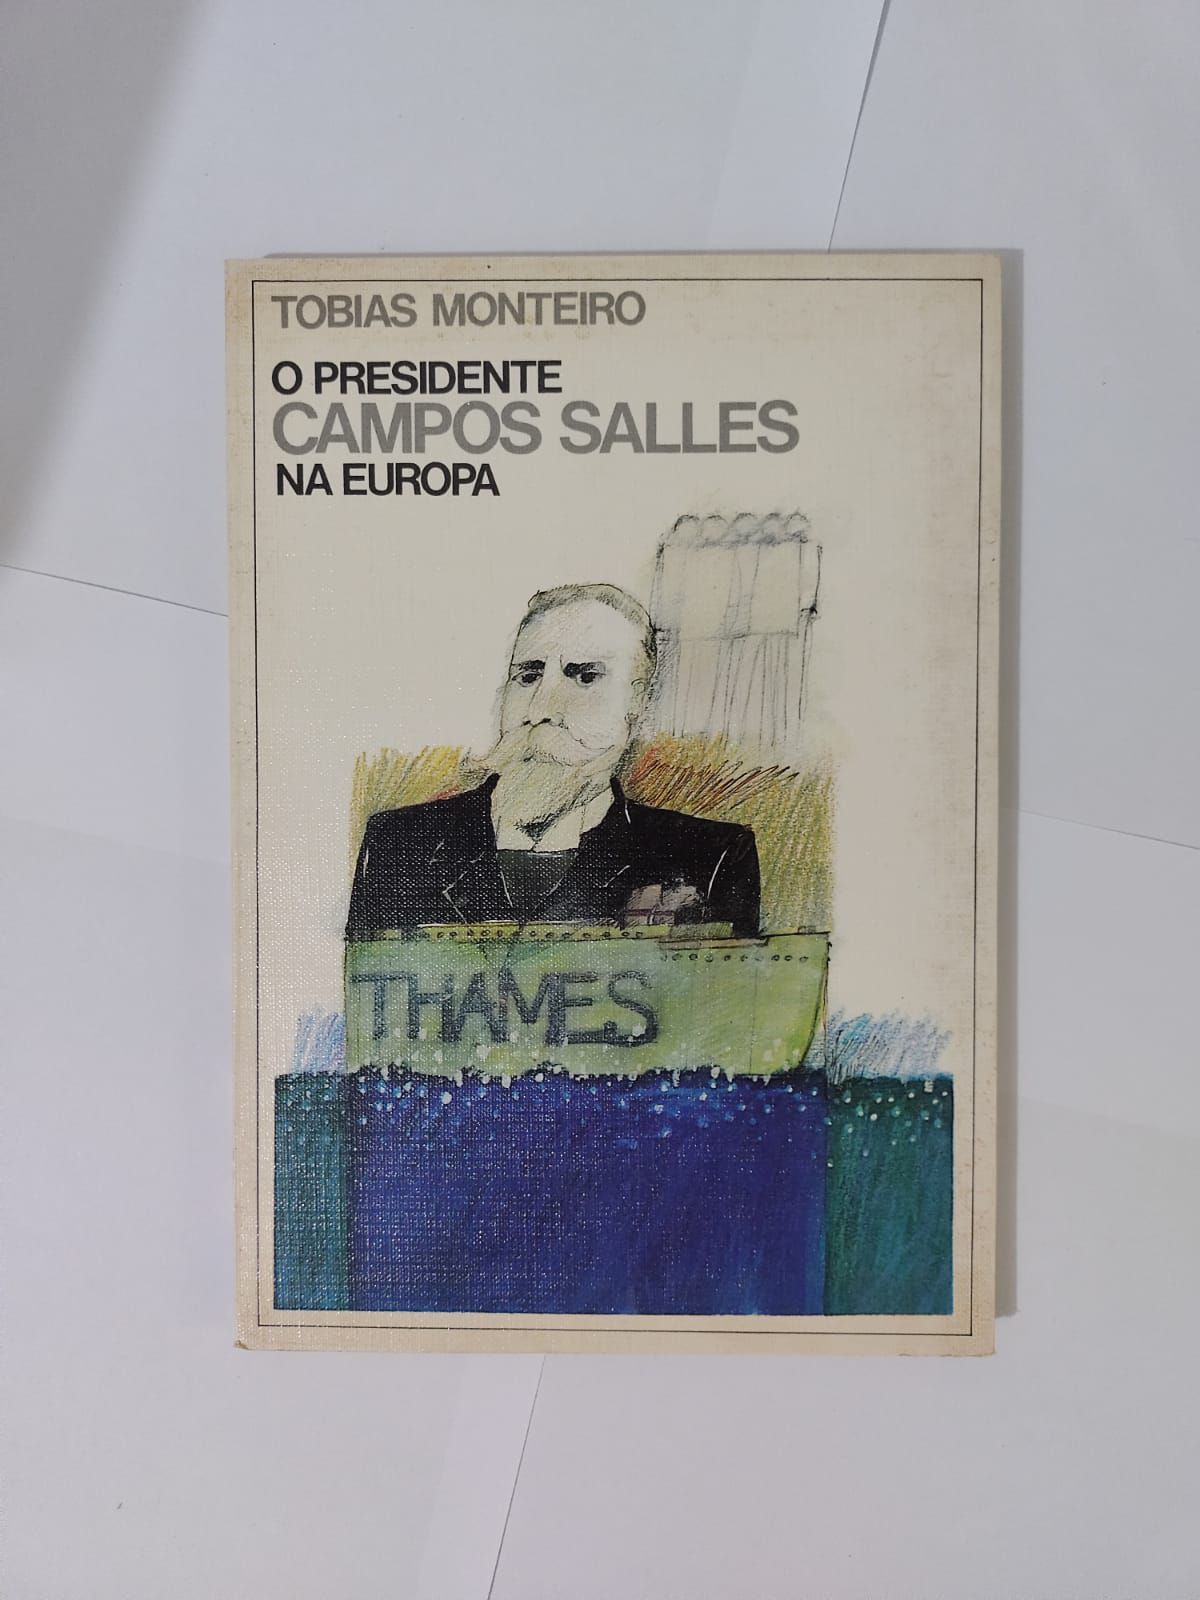 TOBIAS MONTEIRO
O PRESIDENTE
CAMPOS SALLES
NA EUROPA
THAMES